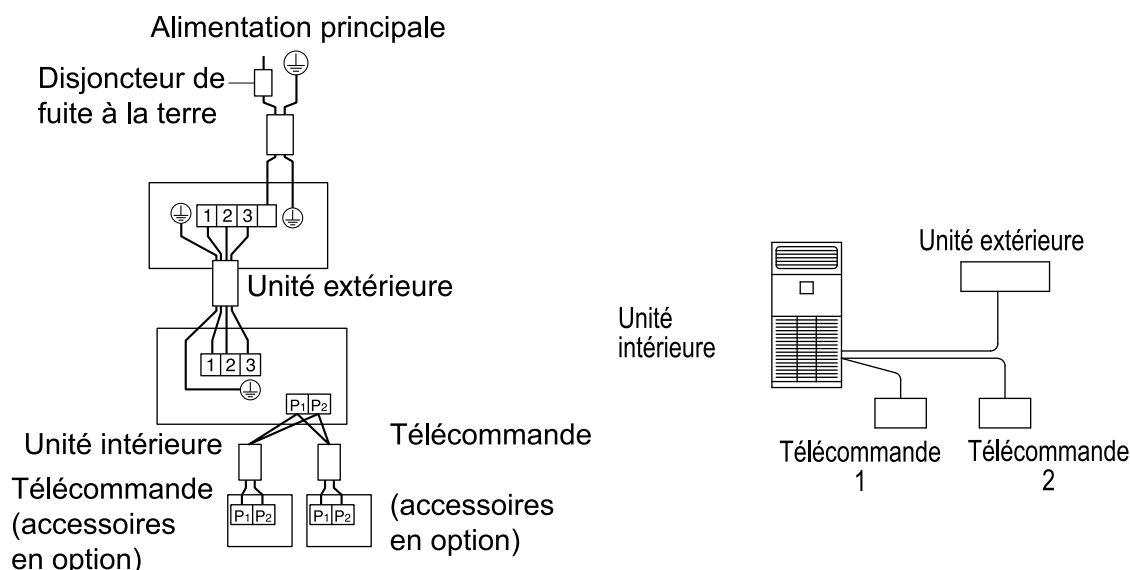 Alimentation principale
Disjoncteur de
fuite à la terre
1 2 3
Unité extérieure
1 2 3
P1 P2
Unité intérieure
Télécommande
(accessoires
en option)
P1 P2
P1 P2
Télécommande
(accessoires
en option)
Unité
intérieure
Unité extérieure
Télécommande
1
Télécommande
2